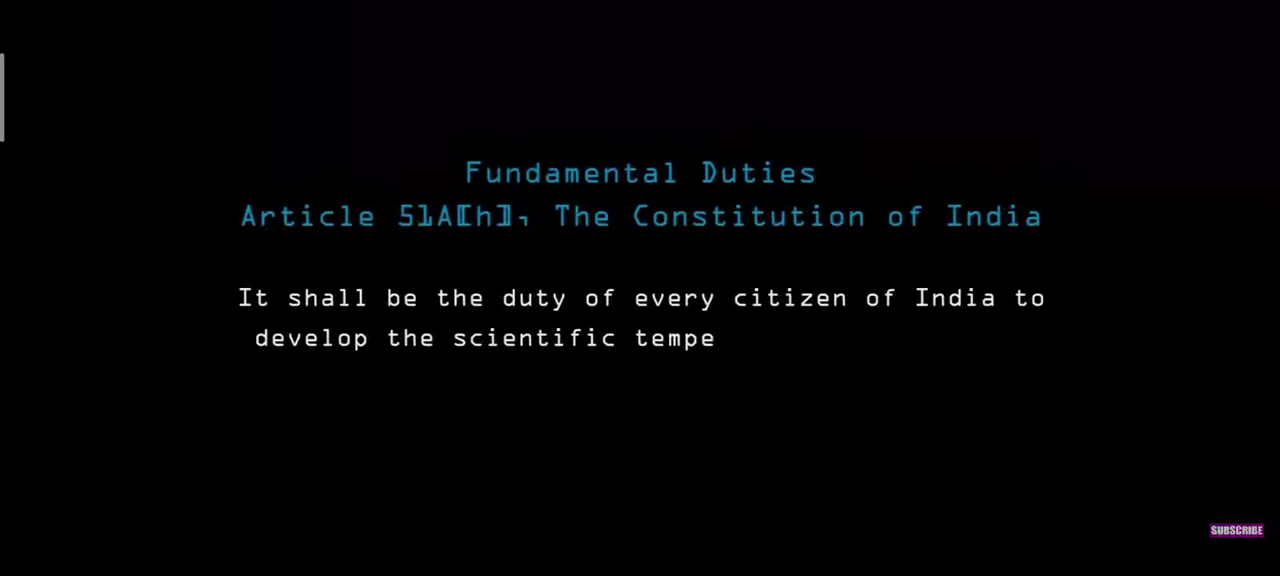 Fundamental Duties
Article 51A[h], The Constitution of India
It shall be the duty of every citizen of India to
develop the scientific tempe
SUBSCRIBE